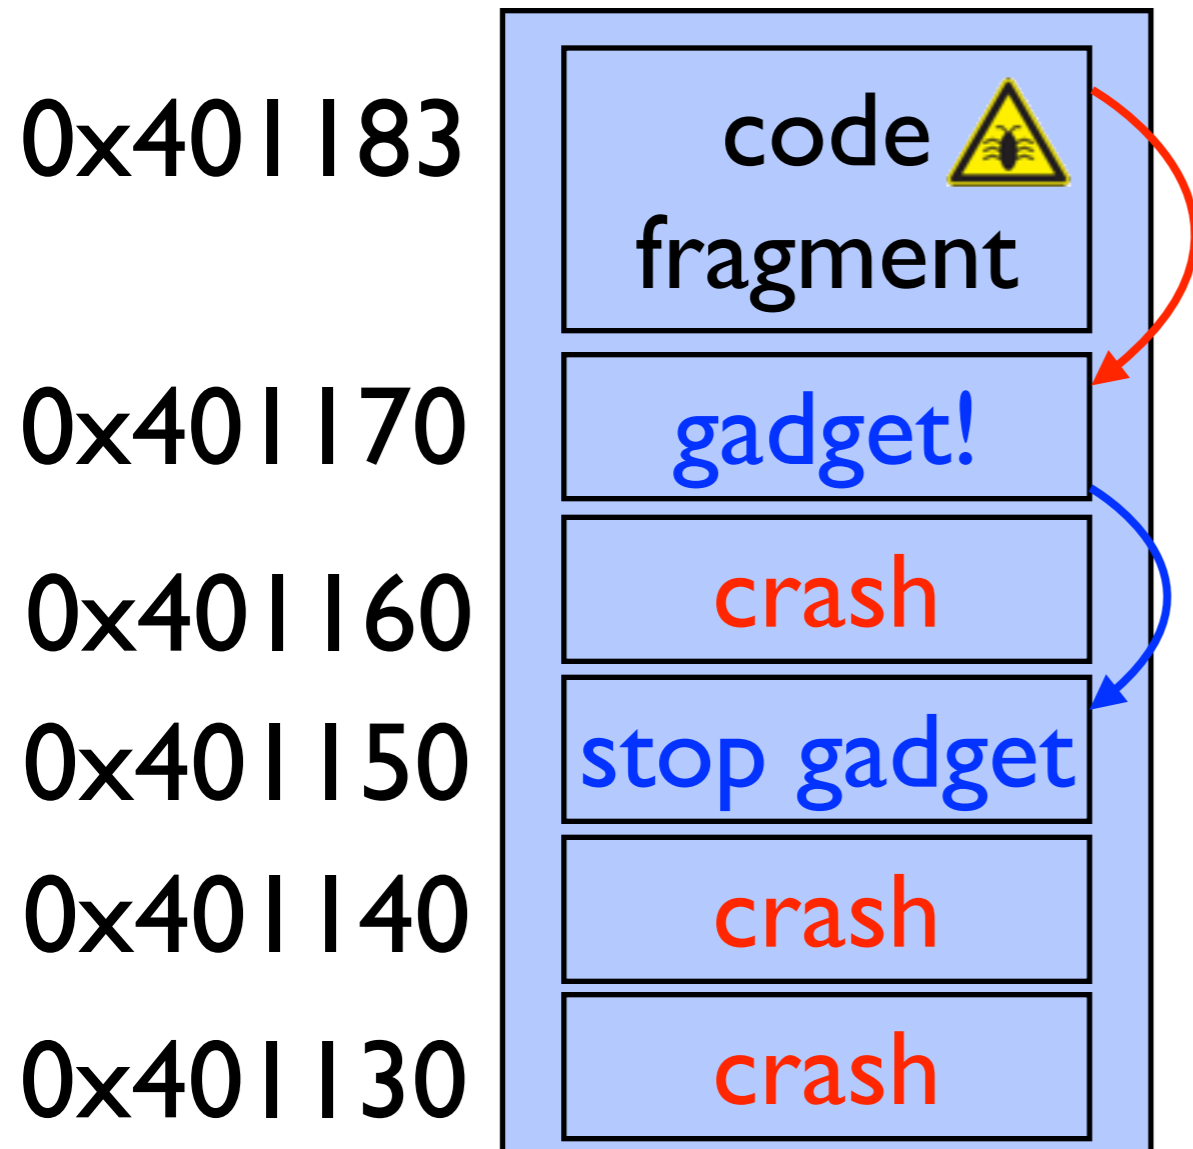 0x401183
code
fragment
0x401170
gadget!
0x401160
crash
0x401150
stop gadget
0x401140
crash
0x401130
crash